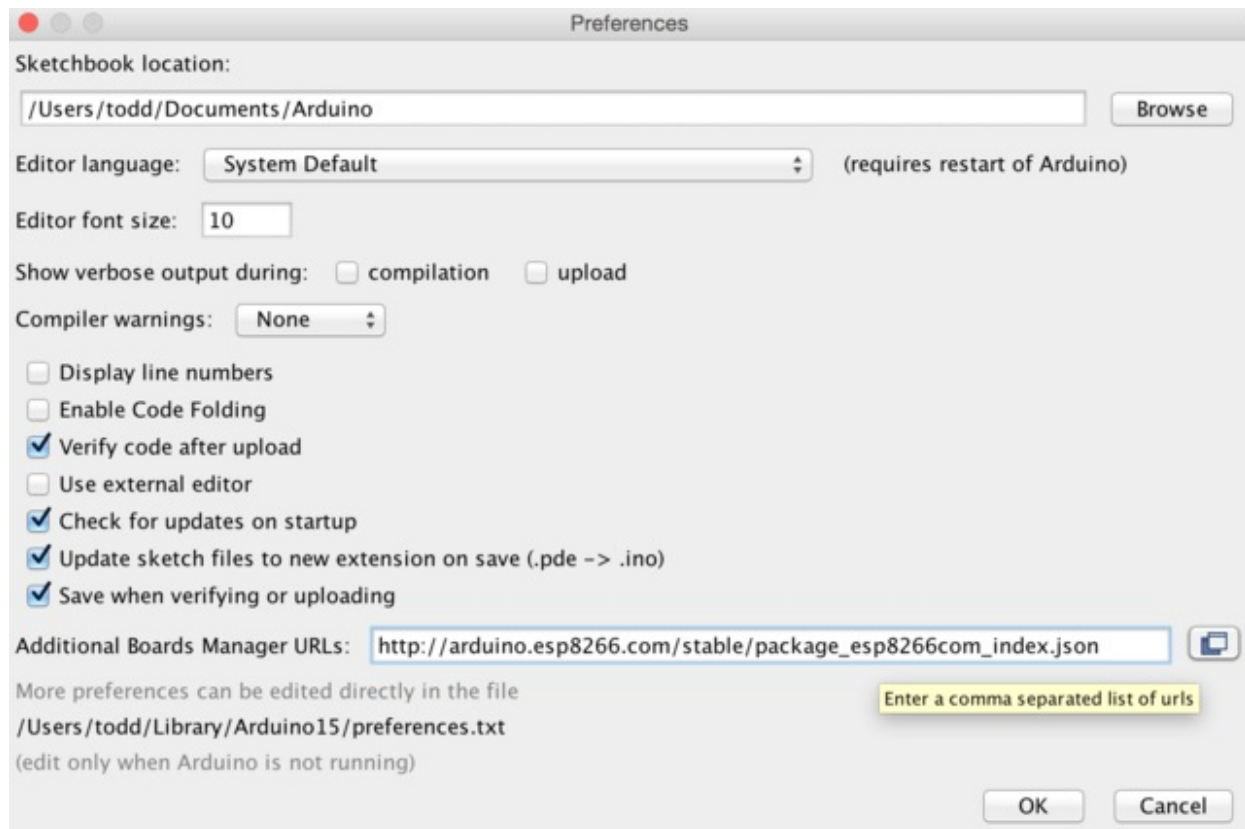 Preferences
Sketchbook location:
/Users/todd/Documents/Arduino Browse
Editor language: System Default (requires restart of Arduino)
Editor font size: 10
Show verbose output during: compilation upload
Compiler warnings: None
Display line numbers
Enable Code Folding
Verify code after upload
Use external editor
Check for updates on startup
Update sketch files to new extension on save (.pde -> .ino)
Save when verifying or uploading
Additional Boards Manager URLs: http://arduino.esp8266.com/stable/package_esp8266com_index.json
More preferences can be edited directly in the file
Enter a comma separated list of urls
/Users/todd/Library/Arduino15/preferences.txt
(edit only when Arduino is not running)
OK Cancel